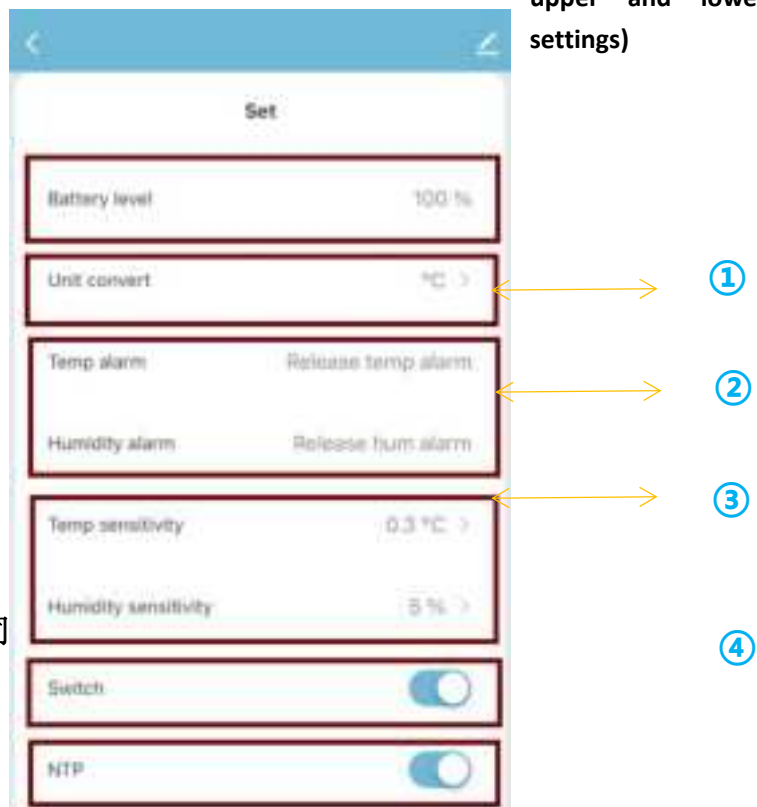 upper and lowe
settings)
Set
Battery level 100 %
Unit convert °C >
①
Temp alarm Release temp alarm
②
Humidity alarm Release hum alarm
③
Temp sensitivity 0.3 °C >
Humidity sensitivity 5 % >
④
Switch
NTP